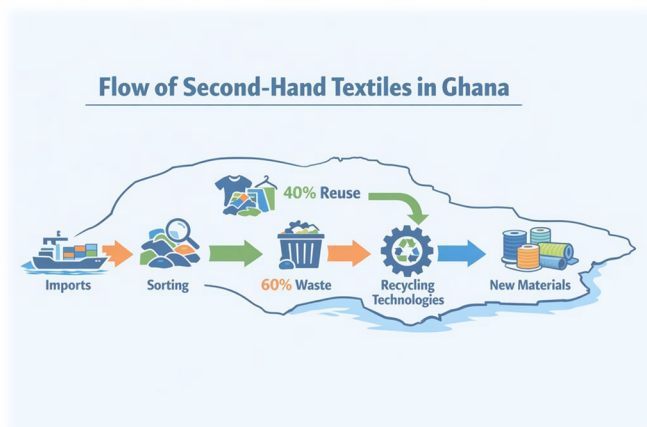 Flow of Second-Hand Textiles in Ghana
40% Reuse
Imports
Sorting
60% Waste
Recycling
Technologies
New Materials